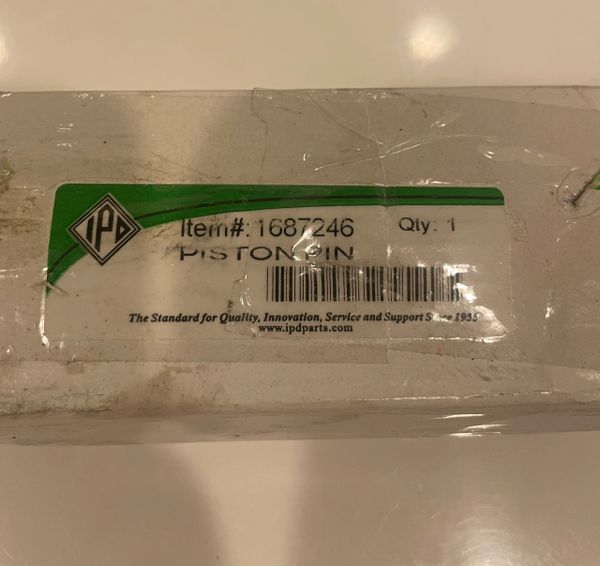 IPD
Item#: 1687246 Qty: 1
PISTON PIN
The Standard for Quality, Innovation, Service and Support Since 1955
www.ipdparts.com